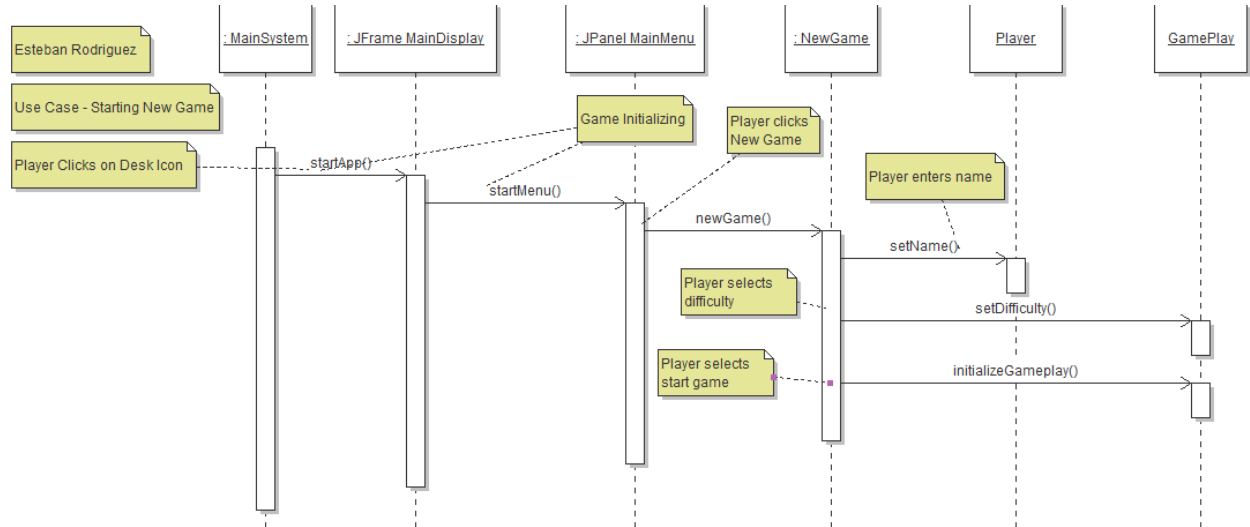 Esteban Rodriguez
: MainSystem
: JFrame MainDisplay
: JPanel MainMenu
: NewGame
Player
GamePlay
Use Case - Starting New Game
Game Initializing
Player clicks
New Game
Player Clicks on Desk Icon
startApp()
startMenu()
Player enters name
newGame()
setName()
Player selects
difficulty
setDifficulty()
Player selects
start game
initializeGameplay()